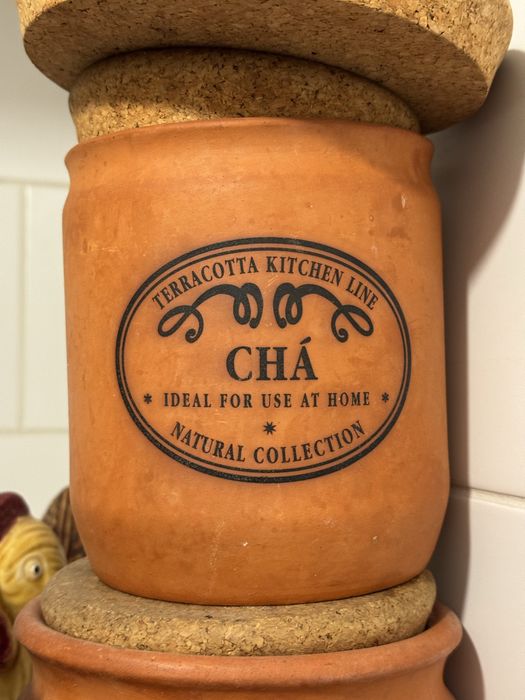 TERRACOTTA KITCHEN LINE
CHÁ
* IDEAL FOR USE AT HOME *
*
NATURAL COLLECTION